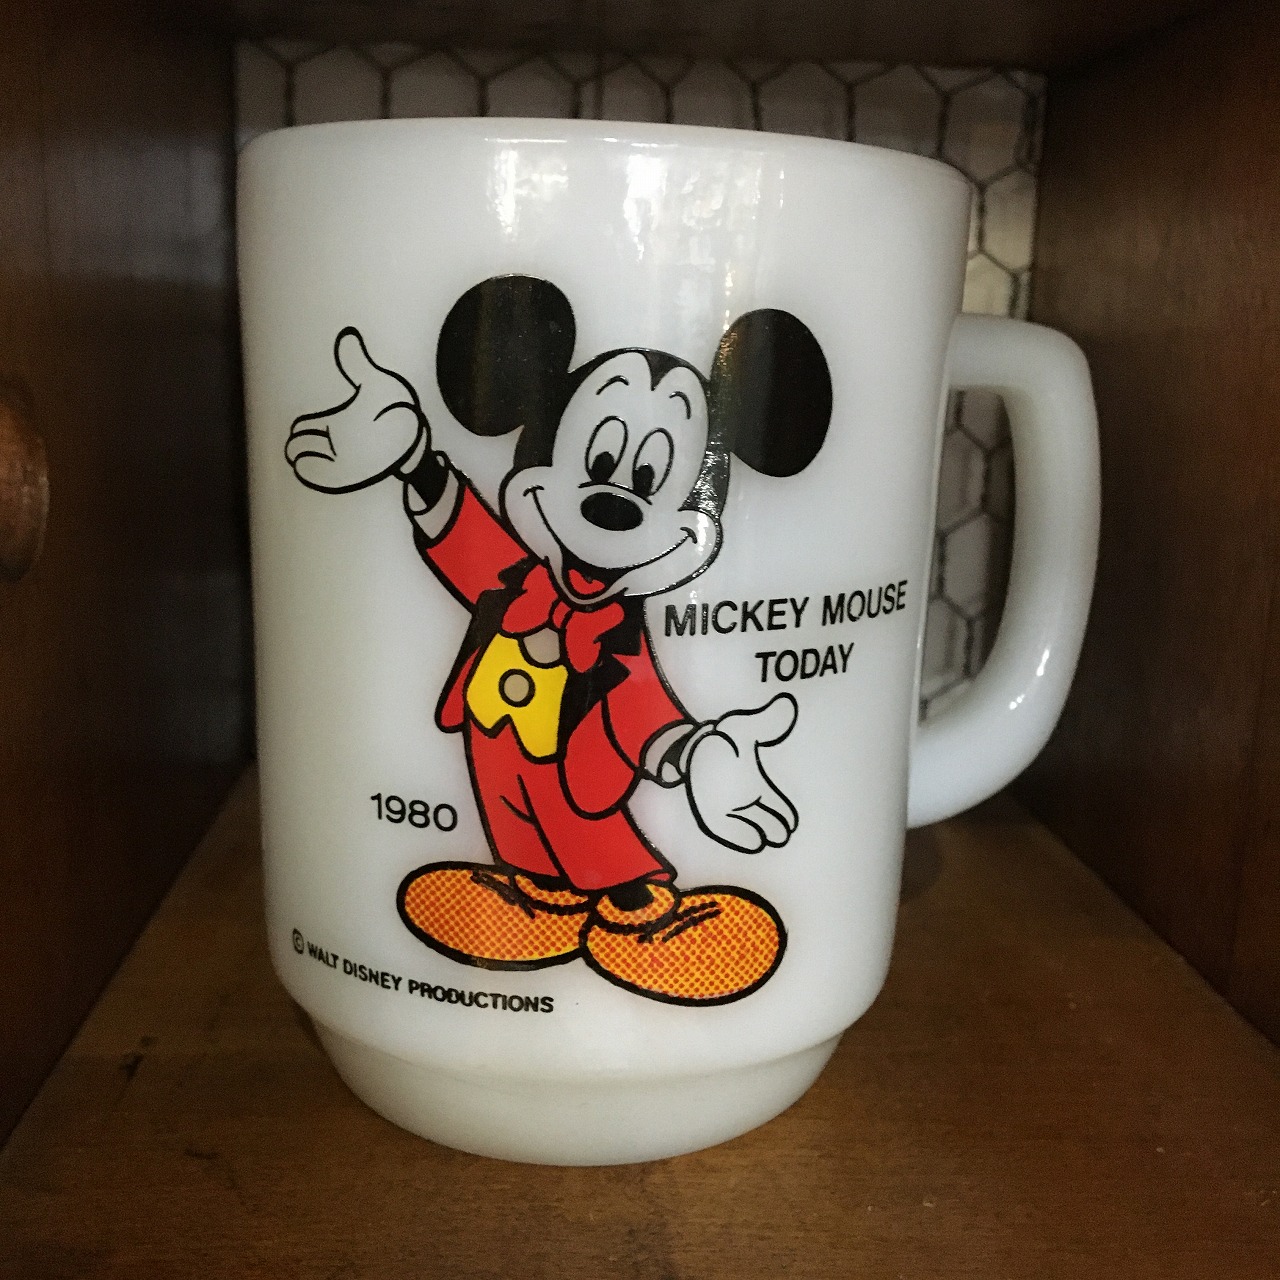 MICKEY MOUSE
TODAY
1980
© WALT DISNEY PRODUCTIONS